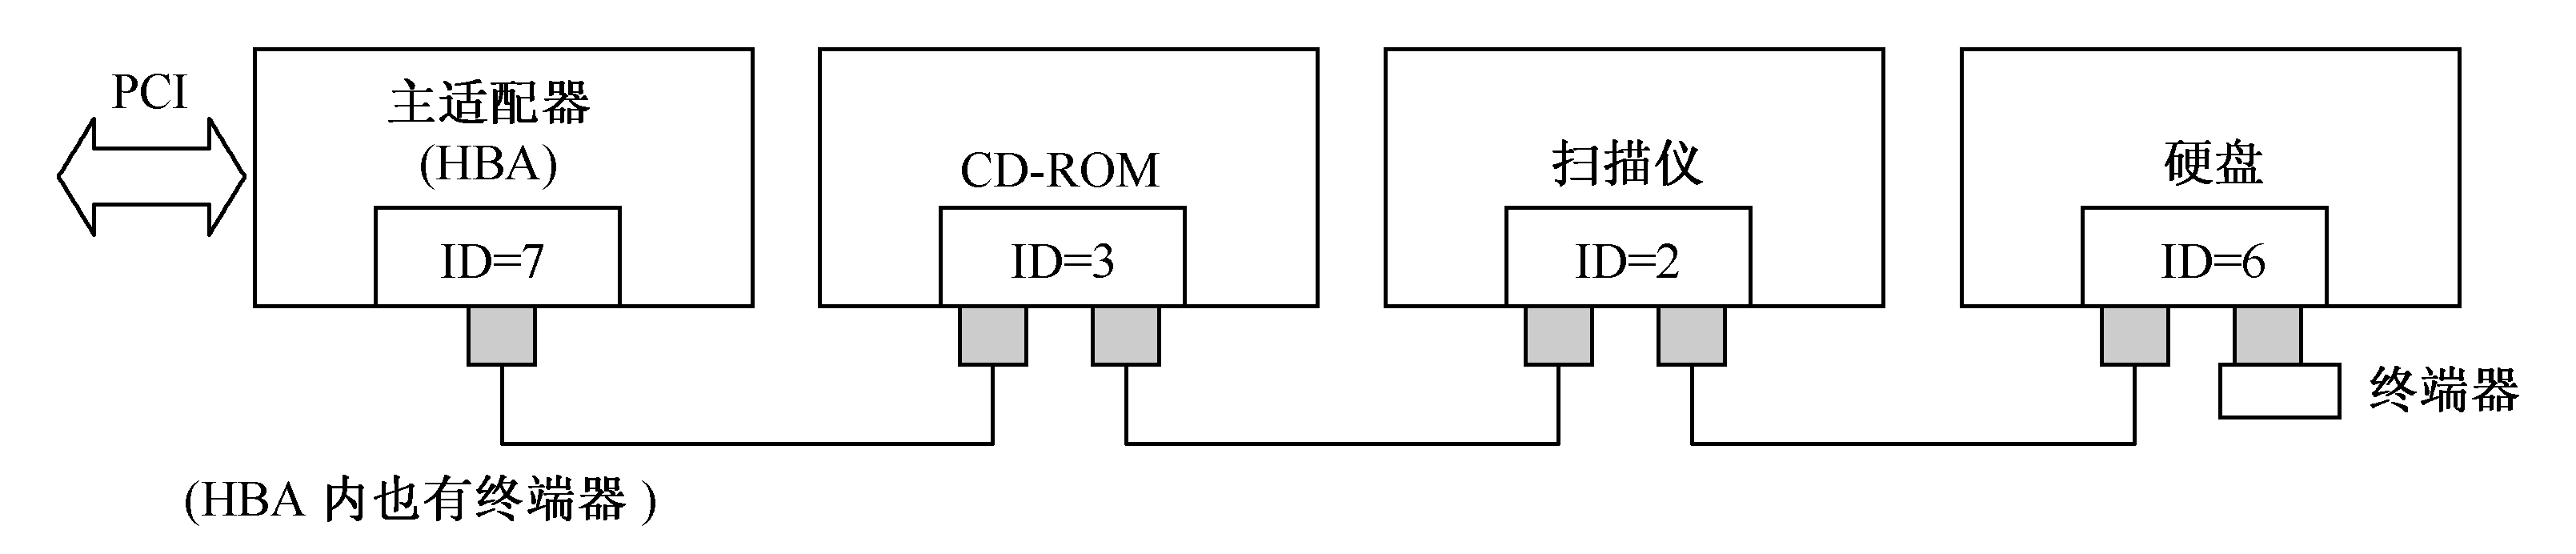 PCI
主适配器
(HBA)
ID=7
CD-ROM
ID=3
扫描仪
ID=2
硬盘
ID=6
终端器
(HBA 内也有终端器 )